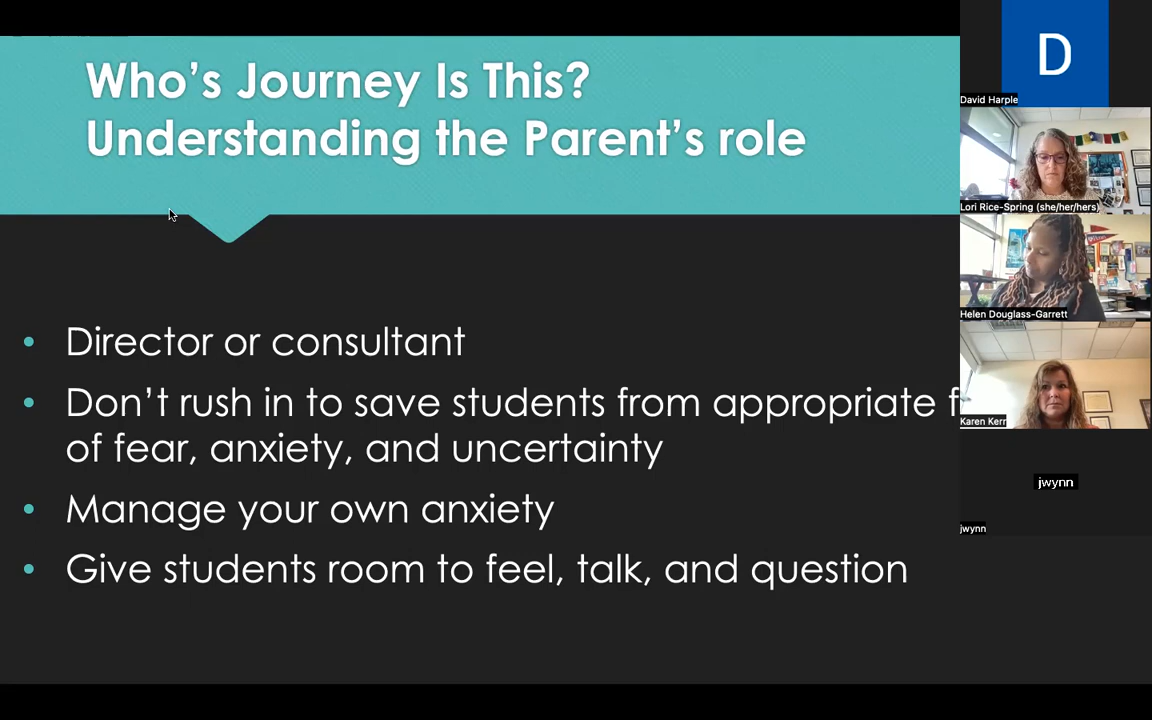 Who's Journey Is This?
Understanding the Parent's role
Director or consultant
Don't rush in to save students from appropriate
of fear, anxiety, and uncertainty
Manage your own anxiety
Give students room to feel, talk, and question
D
David Harple
Lori Rice-Spring (she/her/hers)
Helen Douglass-Garrett
Karen Kerr
jwynn
jwynn